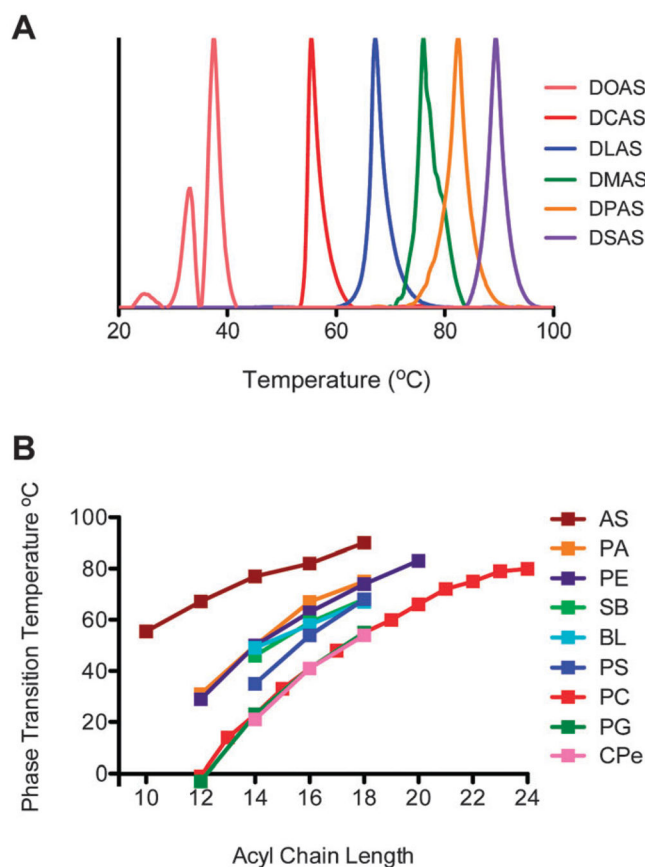 A
DOAS
DCAS
DLAS
DMAS
DPAS
DSAS
20 40 60 80 100
Temperature (ºC)
B
Phase Transition Temperature ºC
100
80
60
40
20
0
10 12 14 16 18 20 22 24
Acyl Chain Length
AS
PA
PE
SB
BL
PS
PC
PG
CPe